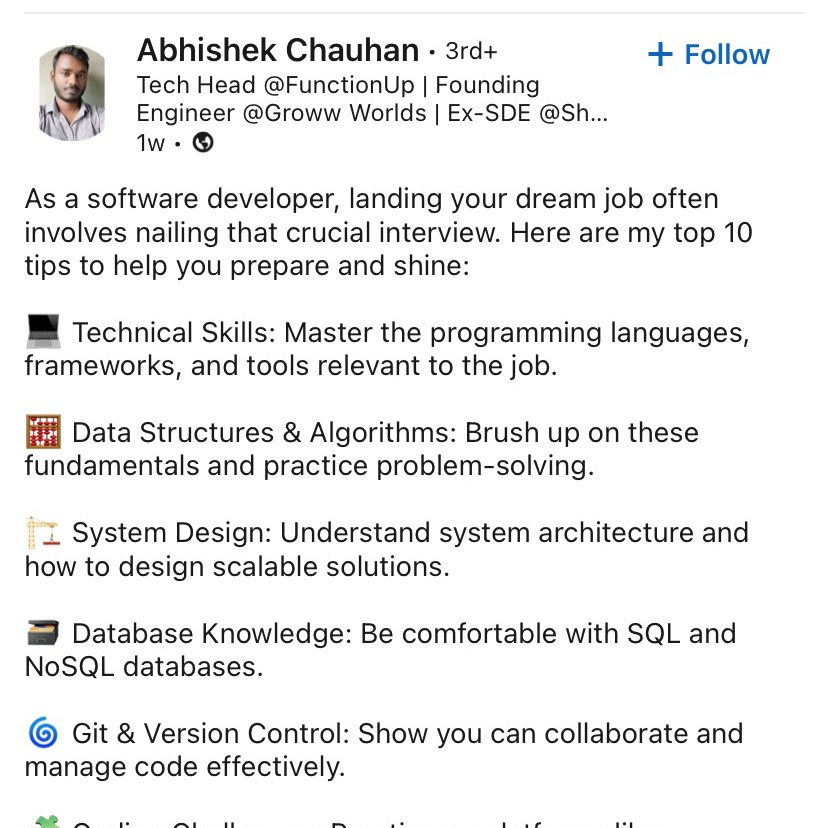 Abhishek Chauhan • 3rd+
+ Follow
Tech Head @FunctionUp | Founding
Engineer @Groww Worlds | Ex-SDE @Sh...
1w •
As a software developer, landing your dream job often
involves nailing that crucial interview. Here are my top 10
tips to help you prepare and shine:
💻 Technical Skills: Master the programming languages,
frameworks, and tools relevant to the job.
🧮 Data Structures & Algorithms: Brush up on these
fundamentals and practice problem-solving.
🏗️ System Design: Understand system architecture and
how to design scalable solutions.
🗃️ Database Knowledge: Be comfortable with SQL and
NoSQL databases.
🌀 Git & Version Control: Show you can collaborate and
manage code effectively.